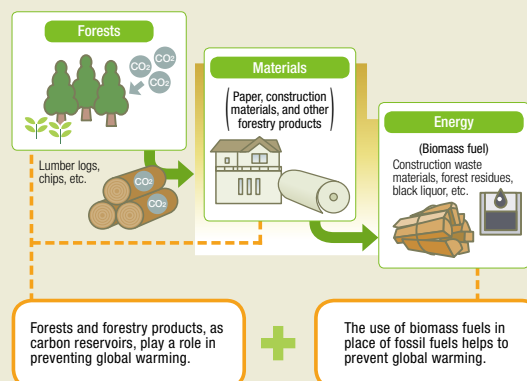 Forests
CO2 CO2
CO2
Lumber logs,
chips, etc.
CO2
CO2
Materials
(Paper, construction
materials, and other
forestry products)
Energy
(Biomass fuel)
Construction waste
materials, forest residues,
black liquor, etc.
Forests and forestry products, as
carbon reservoirs, play a role in
preventing global warming.
+
The use of biomass fuels in
place of fossil fuels helps to
prevent global warming.